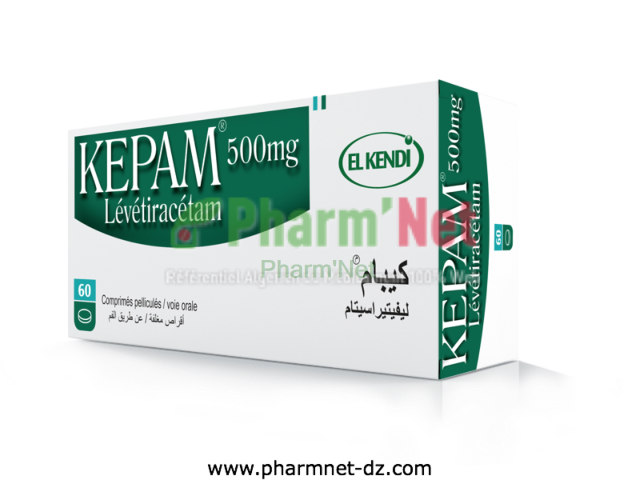 KEPAM® 500mg
Lévétiracétam
EL KENDI
Pharm'Net
Pharm'Net
كيبام®
ليفيتيراسيتام
60
Comprimés pelliculés / voie orale
أقراص مغلفة / عن طريق الفم
KEPAM® 500mg
Lévétiracétam
60
www.pharmnet-dz.com